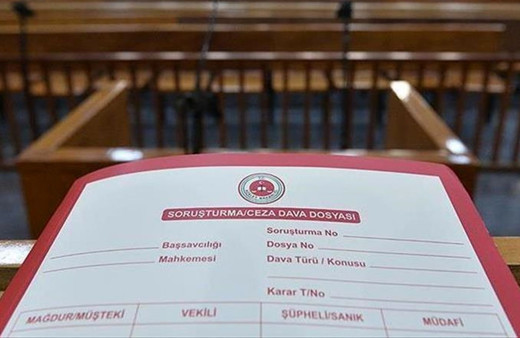 SORUŞTURMA/CEZA DAVA DOSYASI
Soruşturma No
Başsavcılığı Dosya No
Mahkemesi Dava Türü / Konusu
Karar T/No
MAĞDUR/MÜŞTEKİ VEKİLİ ŞÜPHELİ/SANIK MÜDAFİ